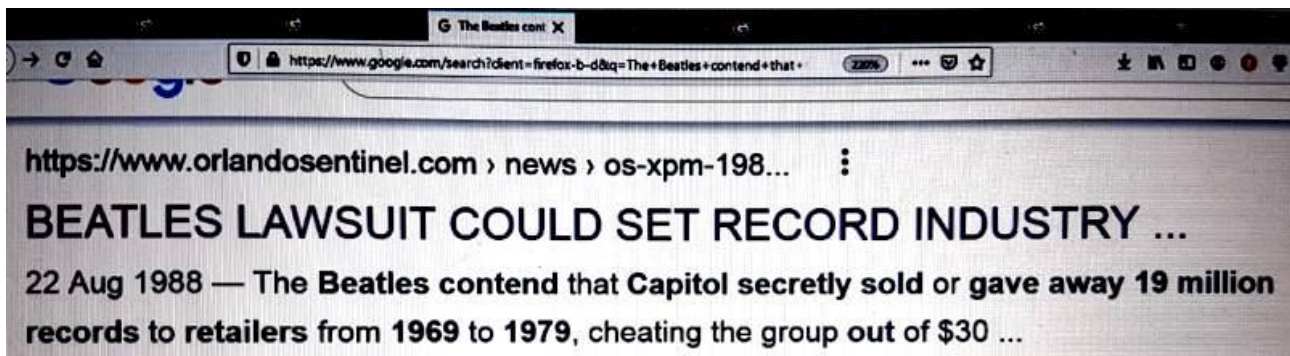 G The Beatles cont X
https://www.google.com/search?client=firefox-b-d&q=The+Beatles+contend+that+ 220% ...
https://www.orlandosentinel.com › news › os-xpm-198...
BEATLES LAWSUIT COULD SET RECORD INDUSTRY ...
22 Aug 1988 — The Beatles contend that Capitol secretly sold or gave away 19 million
records to retailers from 1969 to 1979, cheating the group out of $30 ...